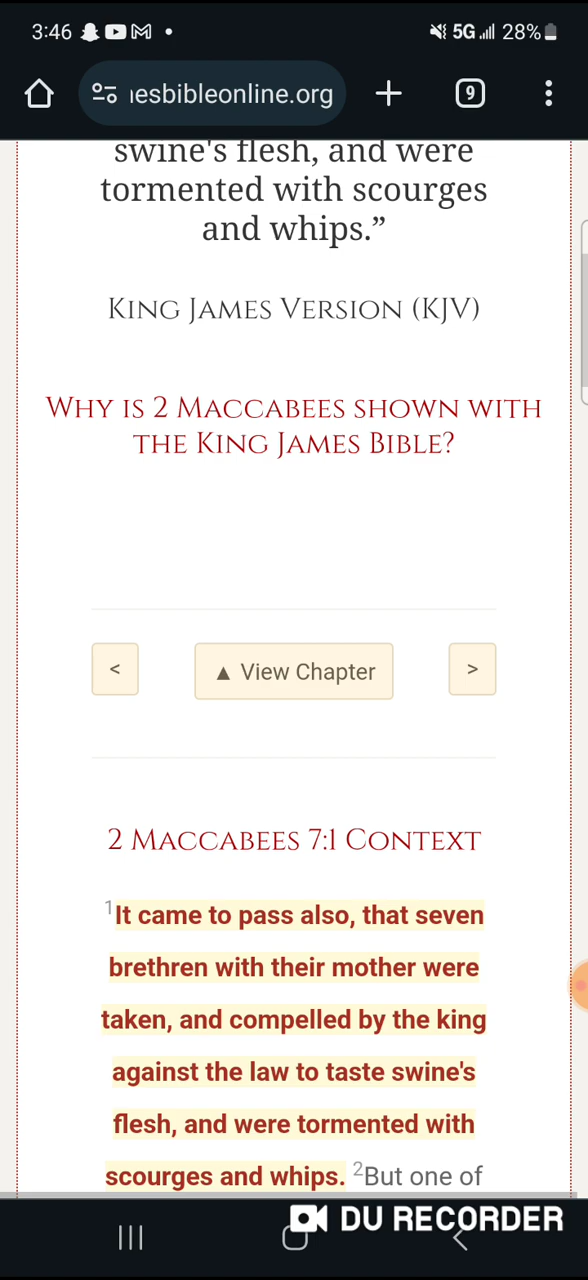 3:46 5G 28%
nesbibleonline.org 9
swine's flesh, and were
tormented with scourges
and whips.”
King James Version (KJV)
Why is 2 Maccabees shown with
the King James Bible?
< ▲ View Chapter >
2 Maccabees 7:1 Context
1It came to pass also, that seven
brethren with their mother were
taken, and compelled by the king
against the law to taste swine's
flesh, and were tormented with
scourges and whips. 2But one of
DU RECORDER